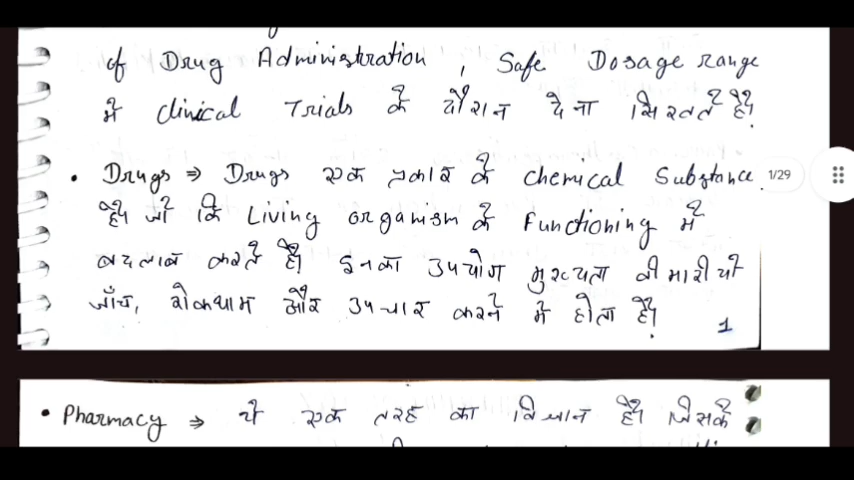 of Drug Administration, Safe Dosage range
में clinical Trials के दौरान देना सिखते है।
• Drugs ⇒ Drugs एक प्रकार के chemical Substance
है। जो कि Living organism के Functioning में
बदलाव करते है। इनका उपयोग मुख्यता बीमारीयो
जाँच, रोकथाम और उपचार करने में होता है।
1
1/29
• Pharmacy ⇒ ये एक तरह का विज्ञान है। जिसके